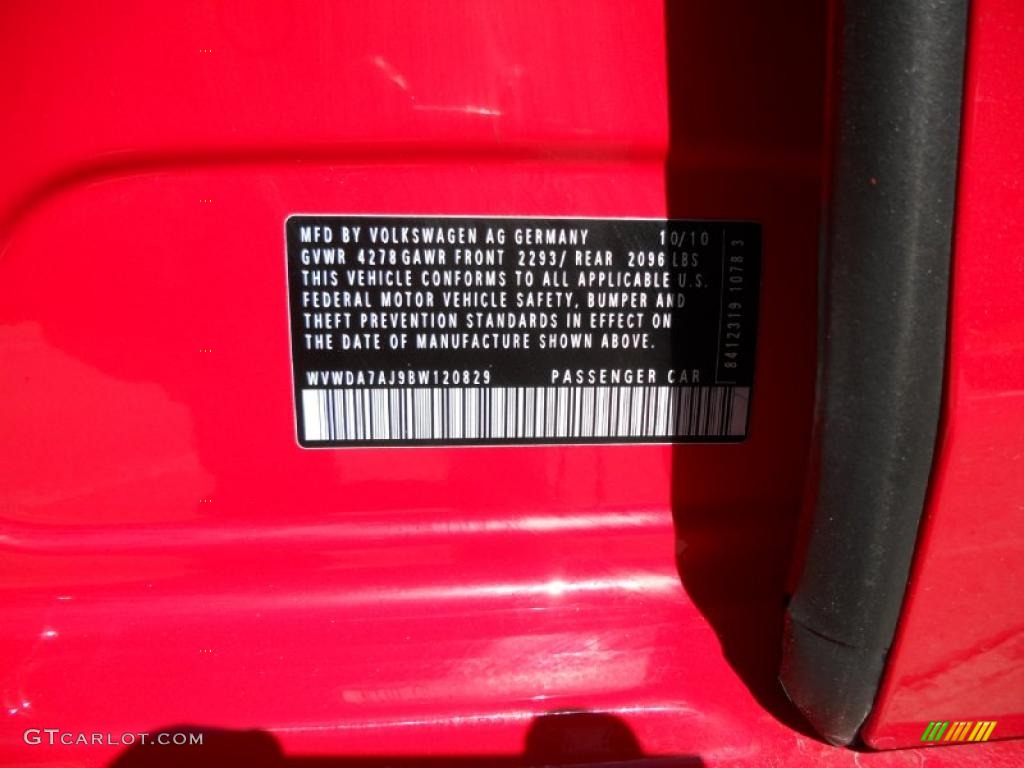 MFD BY VOLKSWAGEN AG GERMANY 10/10
GVWR 4278 GAWR FRONT 2293/ REAR 2096 LBS
THIS VEHICLE CONFORMS TO ALL APPLICABLE U.S.
FEDERAL MOTOR VEHICLE SAFETY, BUMPER AND
THEFT PREVENTION STANDARDS IN EFFECT ON
THE DATE OF MANUFACTURE SHOWN ABOVE.
WVWDA7AJ9BW120829 PASSENGER CAR
8412319 10783
GTCARLOT.COM